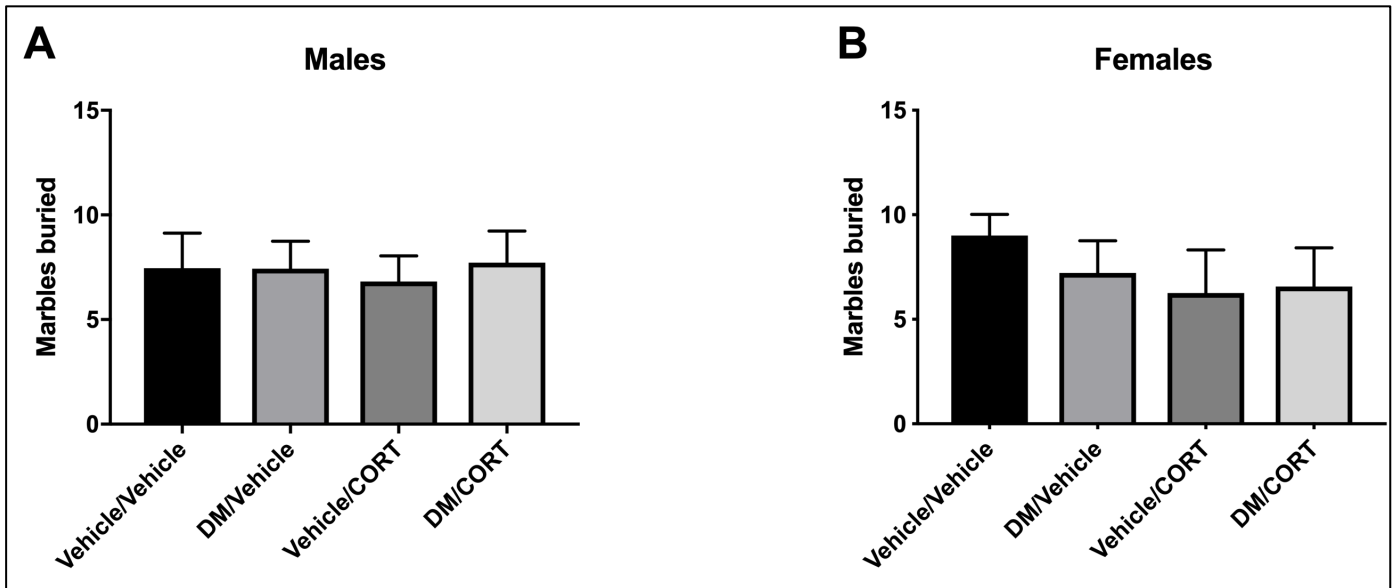 A
Males
Marbles buried
15
10
5
0
Vehicle/Vehicle
DM/Vehicle
Vehicle/CORT
DM/CORT
B
Females
Marbles buried
15
10
5
0
Vehicle/Vehicle
DM/Vehicle
Vehicle/CORT
DM/CORT